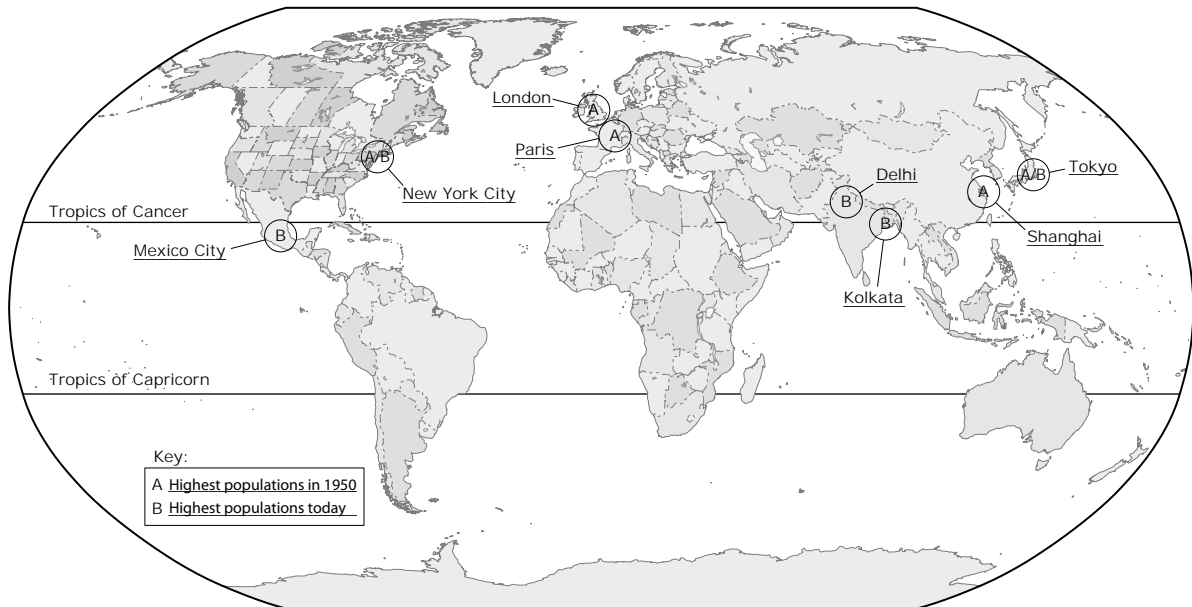 London
A
Paris
A
A/B
New York City
Delhi
B
A/B
Tokyo
A
Tropics of Cancer
B
Mexico City
B
Shanghai
Kolkata
Tropics of Capricorn
Key:
A Highest populations in 1950
B Highest populations today